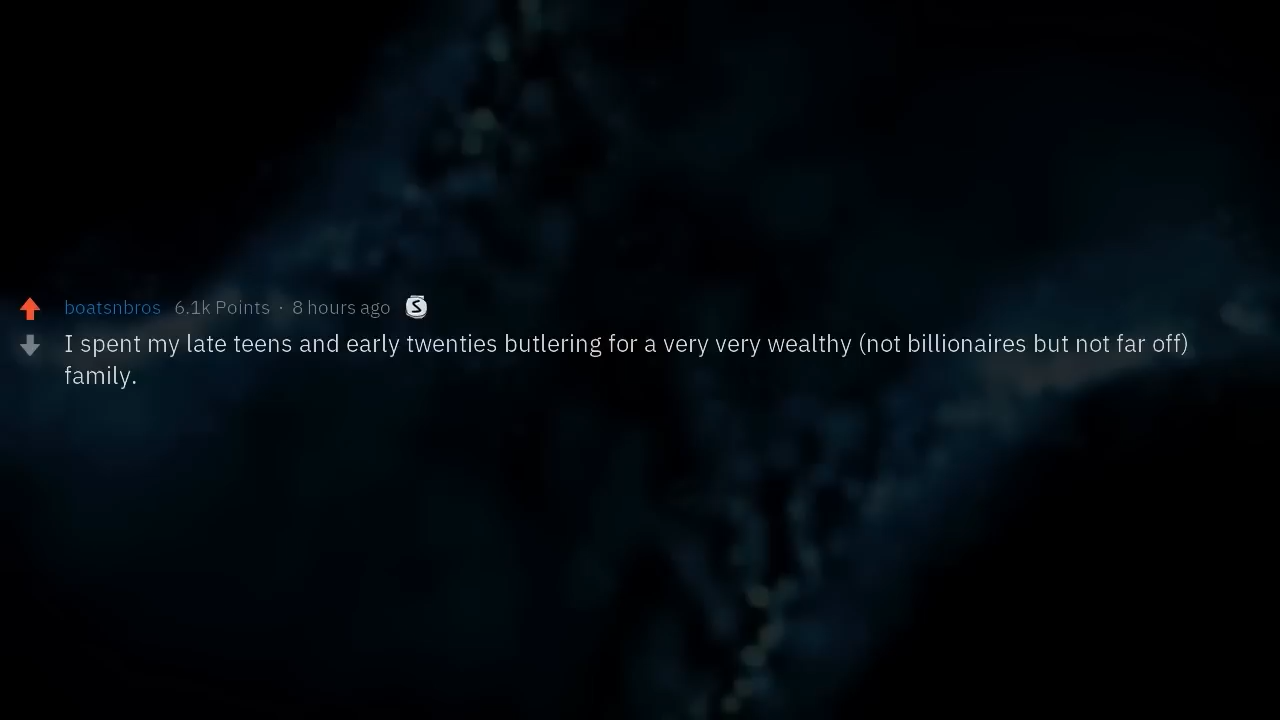 boatsnbros 6.1k Points · 8 hours ago S
I spent my late teens and early twenties butlering for a very very wealthy (not billionaires but not far off)
family.